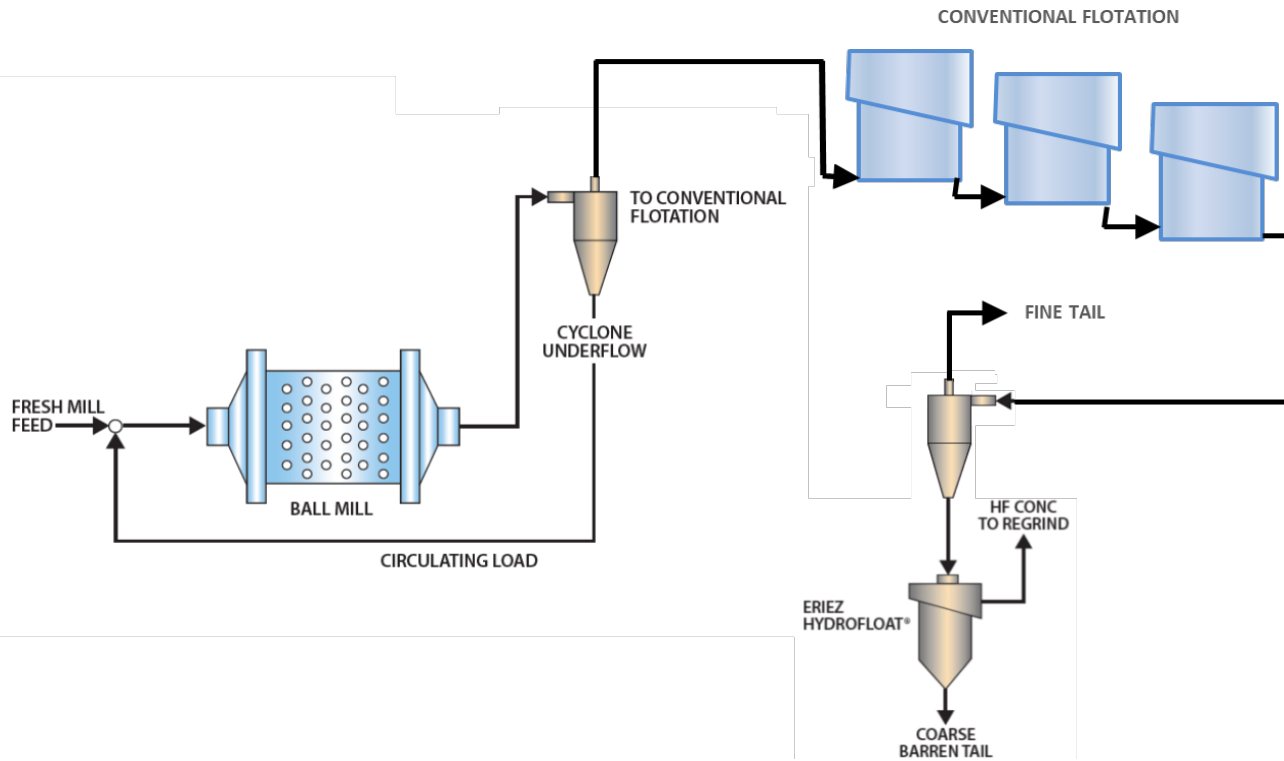 CONVENTIONAL FLOTATION
TO CONVENTIONAL
FLOTATION
FINE TAIL
CYCLONE
UNDERFLOW
FRESH MILL
FEED
BALL MILL
HF CONC
TO REGRIND
CIRCULATING LOAD
ERIEZ
HYDROFLOAT®
COARSE
BARREN TAIL